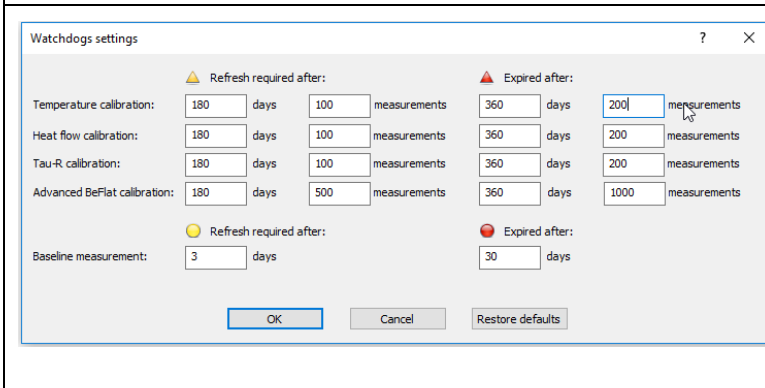 Watchdogs settings ? ×
Refresh required after: Expired after:
Temperature calibration: 180 days 100 measurements 360 days 200 measurements
Heat flow calibration: 180 days 100 measurements 360 days 200 measurements
Tau-R calibration: 180 days 100 measurements 360 days 200 measurements
Advanced BeFlat calibration: 180 days 500 measurements 360 days 1000 measurements
Refresh required after: Expired after:
Baseline measurement: 3 days 30 days
OK Cancel Restore defaults